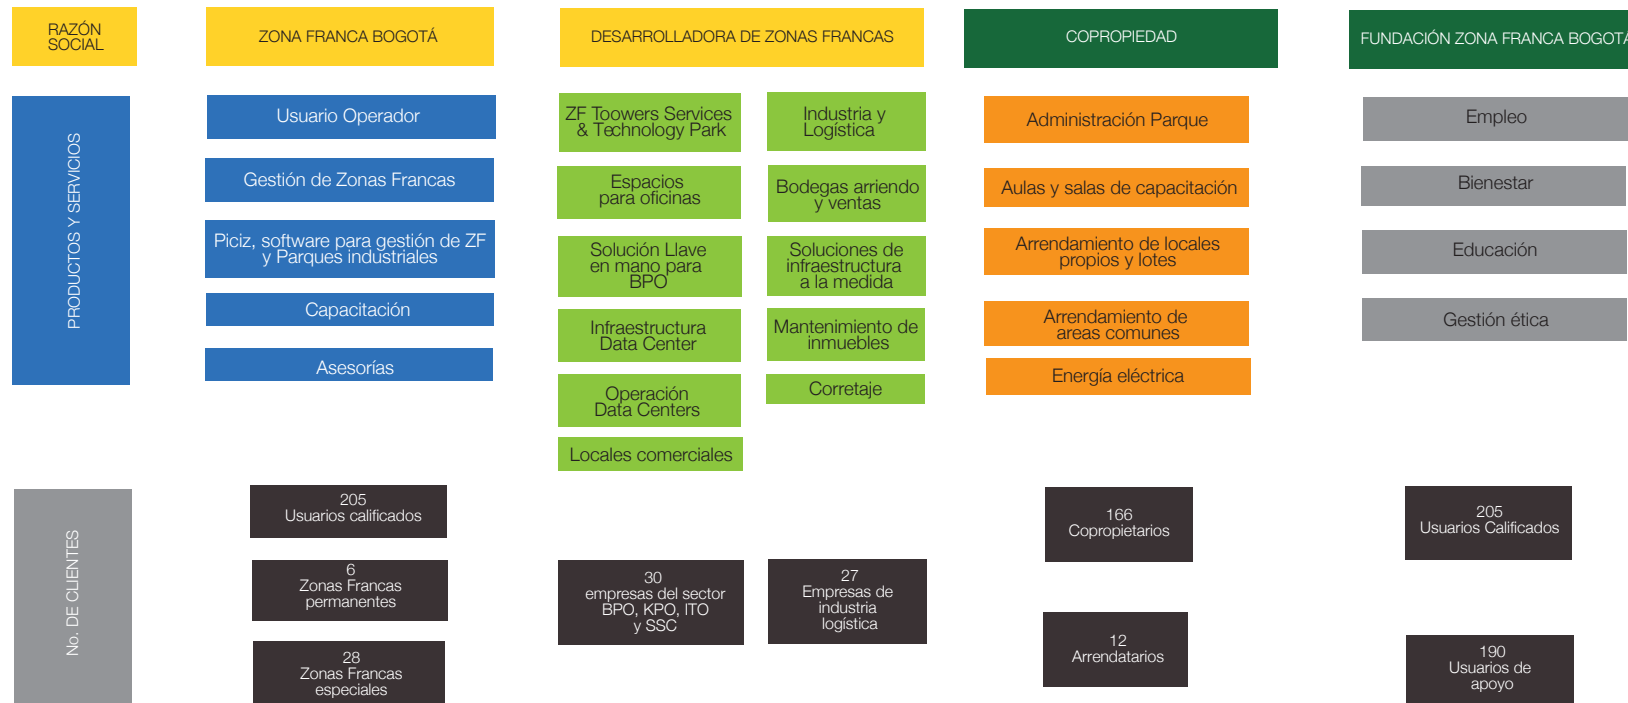 RAZÓN
SOCIAL
ZONA FRANCA BOGOTÁ
DESARROLLADORA DE ZONAS FRANCAS
COPROPIEDAD
FUNDACIÓN ZONA FRANCA BOGOTÁ
PRODUCTOS Y SERVICIOS
Usuario Operador
Gestión de Zonas Francas
Piciz, software para gestión de ZF
y Parques industriales
Capacitación
Asesorías
ZF Toowers Services
& Technology Park
Espacios
para oficinas
Solución Llave
en mano para
BPO
Infraestructura
Data Center
Operación
Data Centers
Locales comerciales
Industria y
Logística
Bodegas arriendo
y ventas
Soluciones de
infraestructura
a la medida
Mantenimiento de
inmuebles
Corretaje
Administración Parque
Aulas y salas de capacitación
Arrendamiento de locales
propios y lotes
Arrendamiento de
areas comunes
Energía eléctrica
Empleo
Bienestar
Educación
Gestión ética
No. DE CLIENTES
205
Usuarios calificados
6
Zonas Francas
permanentes
28
Zonas Francas
especiales
30
empresas del sector
BPO, KPO, ITO
y SSC
27
Empresas de
industria
logística
166
Copropietarios
12
Arrendatarios
205
Usuarios Calificados
190
Usuarios de
apoyo